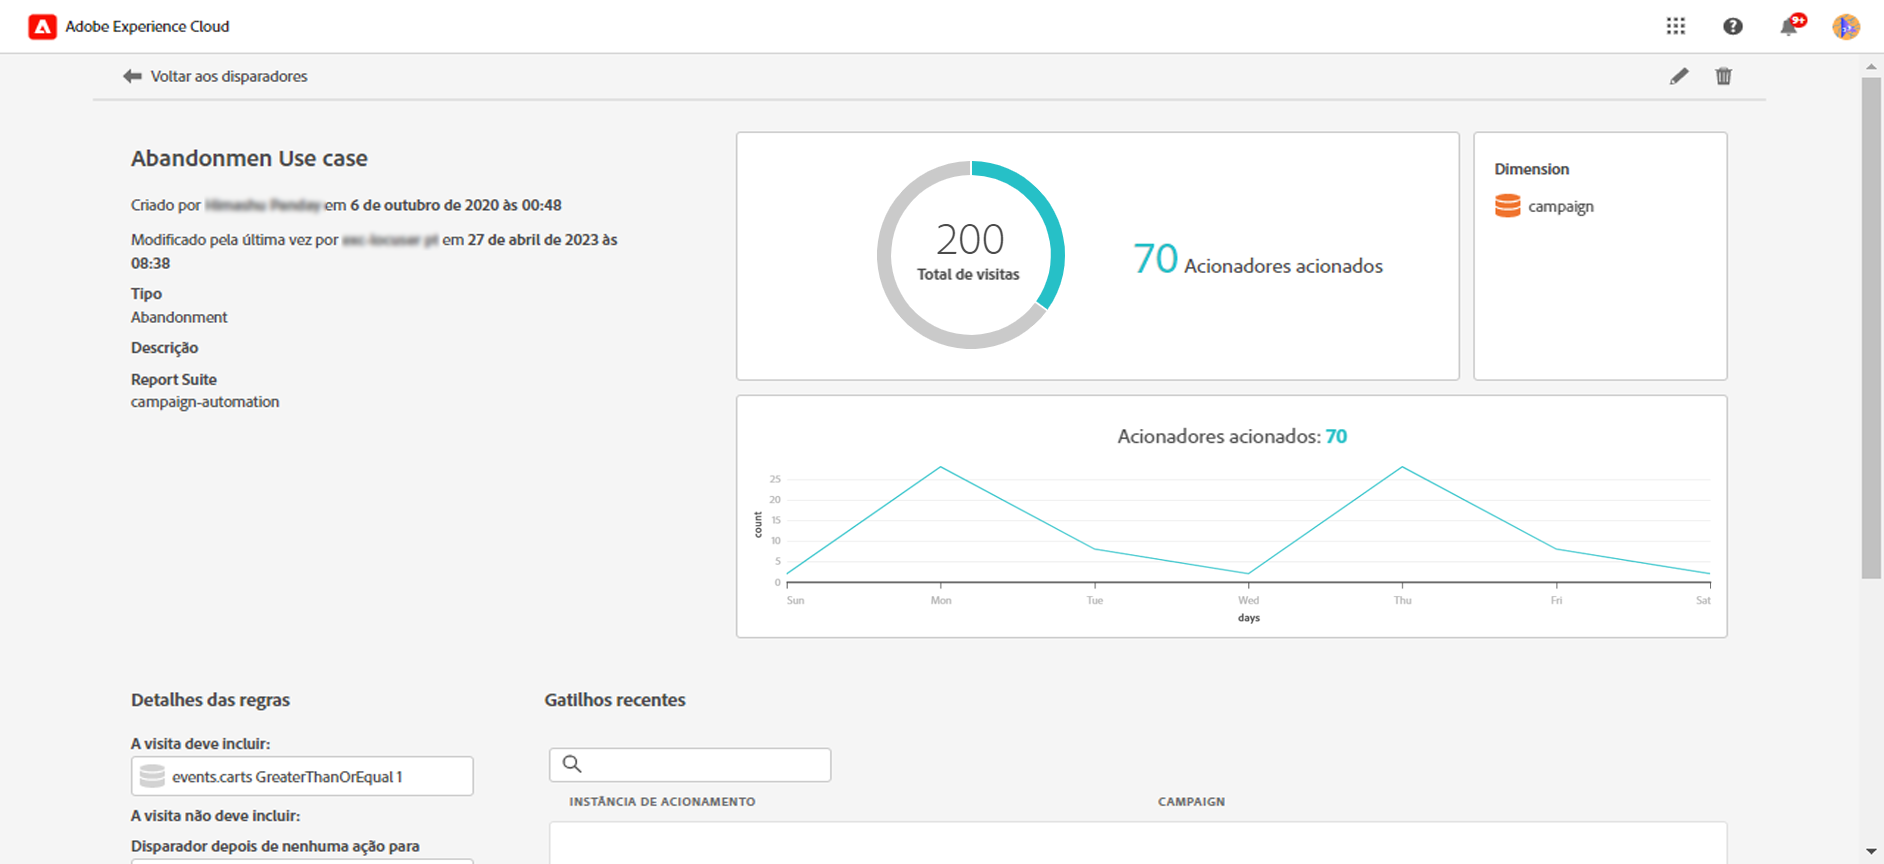 Adobe Experience Cloud
9+
Voltar aos disparadores
Abandonmen Use case
Criado por em 6 de outubro de 2020 às 00:48
Modificado pela última vez por em 27 de abril de 2023 às
08:38
Tipo
Abandonment
Descrição
Report Suite
campaign-automation
200
Total de visitas
70 Acionadores acionados
Dimension
campaign
Acionadores acionados: 70
25
20
15
10
5
0
count
Sun Mon Tue Wed Thu Fri Sat
days
Detalhes das regras
A visita deve incluir:
events.carts GreaterThanOrEqual 1
A visita não deve incluir:
Disparador depois de nenhuma ação para
Gatilhos recentes
INSTÂNCIA DE ACIONAMENTO CAMPAIGN